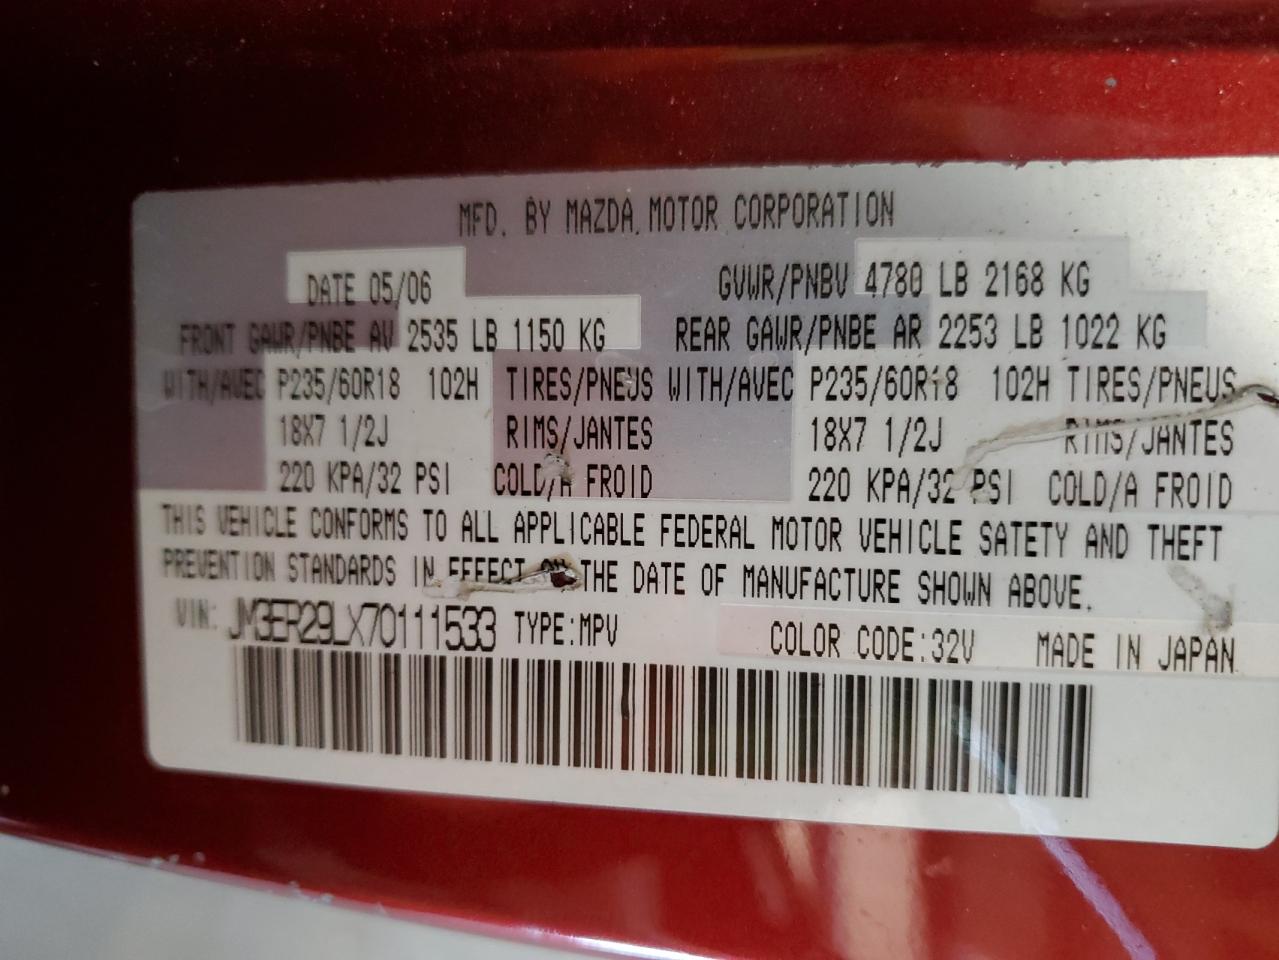 MFD. BY MAZDA MOTOR CORPORATION
DATE 05/06 GVWR/PNBV 4780 LB 2168 KG
FRONT GAWR/PNBE AV 2535 LB 1150 KG REAR GAWR/PNBE AR 2253 LB 1022 KG
WITH/AVEC P235/60R18 102H TIRES/PNEUS WITH/AVEC P235/60R18 102H TIRES/PNEUS
18X7 1/2J RIMS/JANTES 18X7 1/2J RIMS/JANTES
220 KPA/32 PSI COLD/A FROID 220 KPA/32 PSI COLD/A FROID
THIS VEHICLE CONFORMS TO ALL APPLICABLE FEDERAL MOTOR VEHICLE SATETY AND THEFT
PREVENTION STANDARDS IN EFFECT ON THE DATE OF MANUFACTURE SHOWN ABOVE.
VIN: JM3ER29LX70111533 TYPE:MPV COLOR CODE:32V MADE IN JAPAN